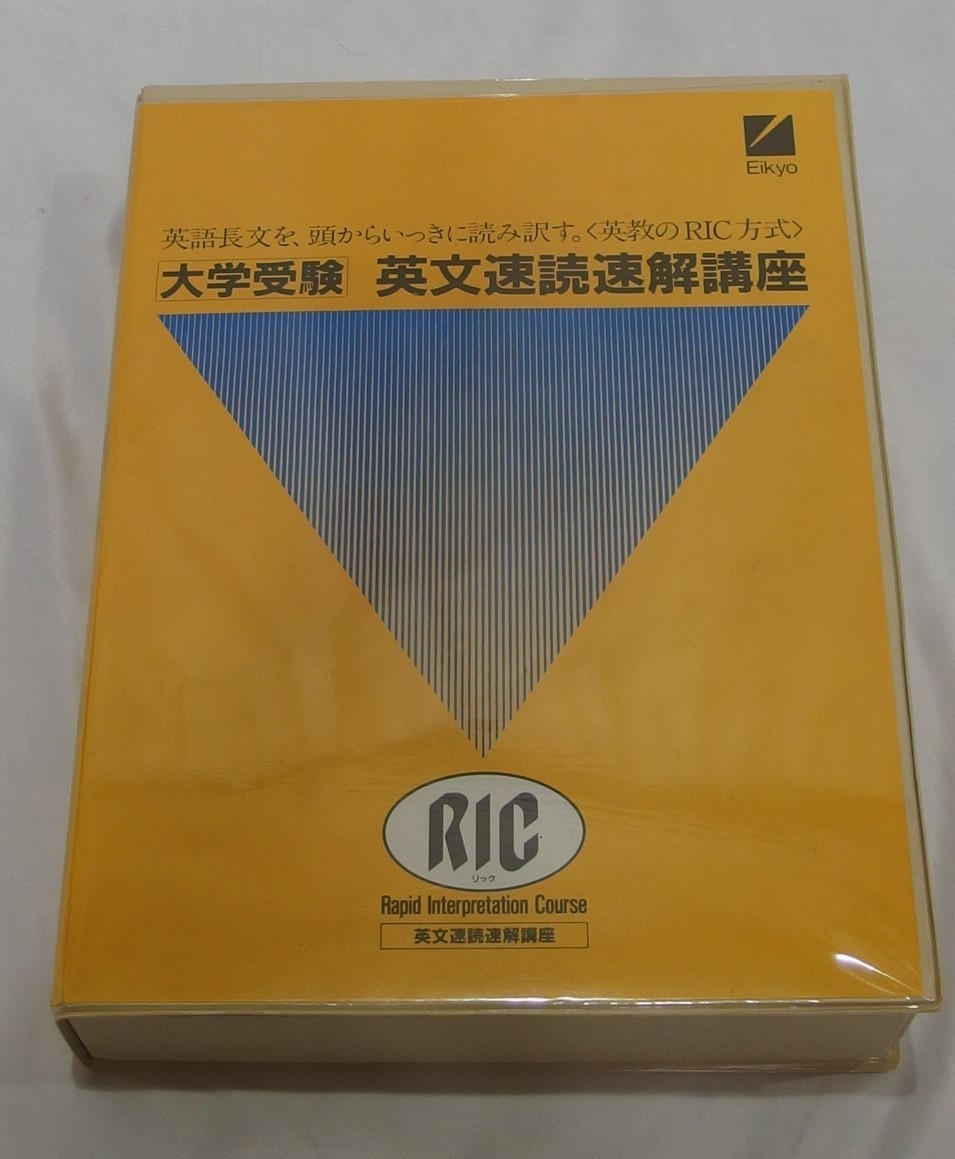 Eikyo
英語長文を、頭からいっきに読み訳す。〈英教のRIC方式〉
大学受験 英文速読速解講座
RIC
リック
Rapid Interpretation Course
英文速読速解講座